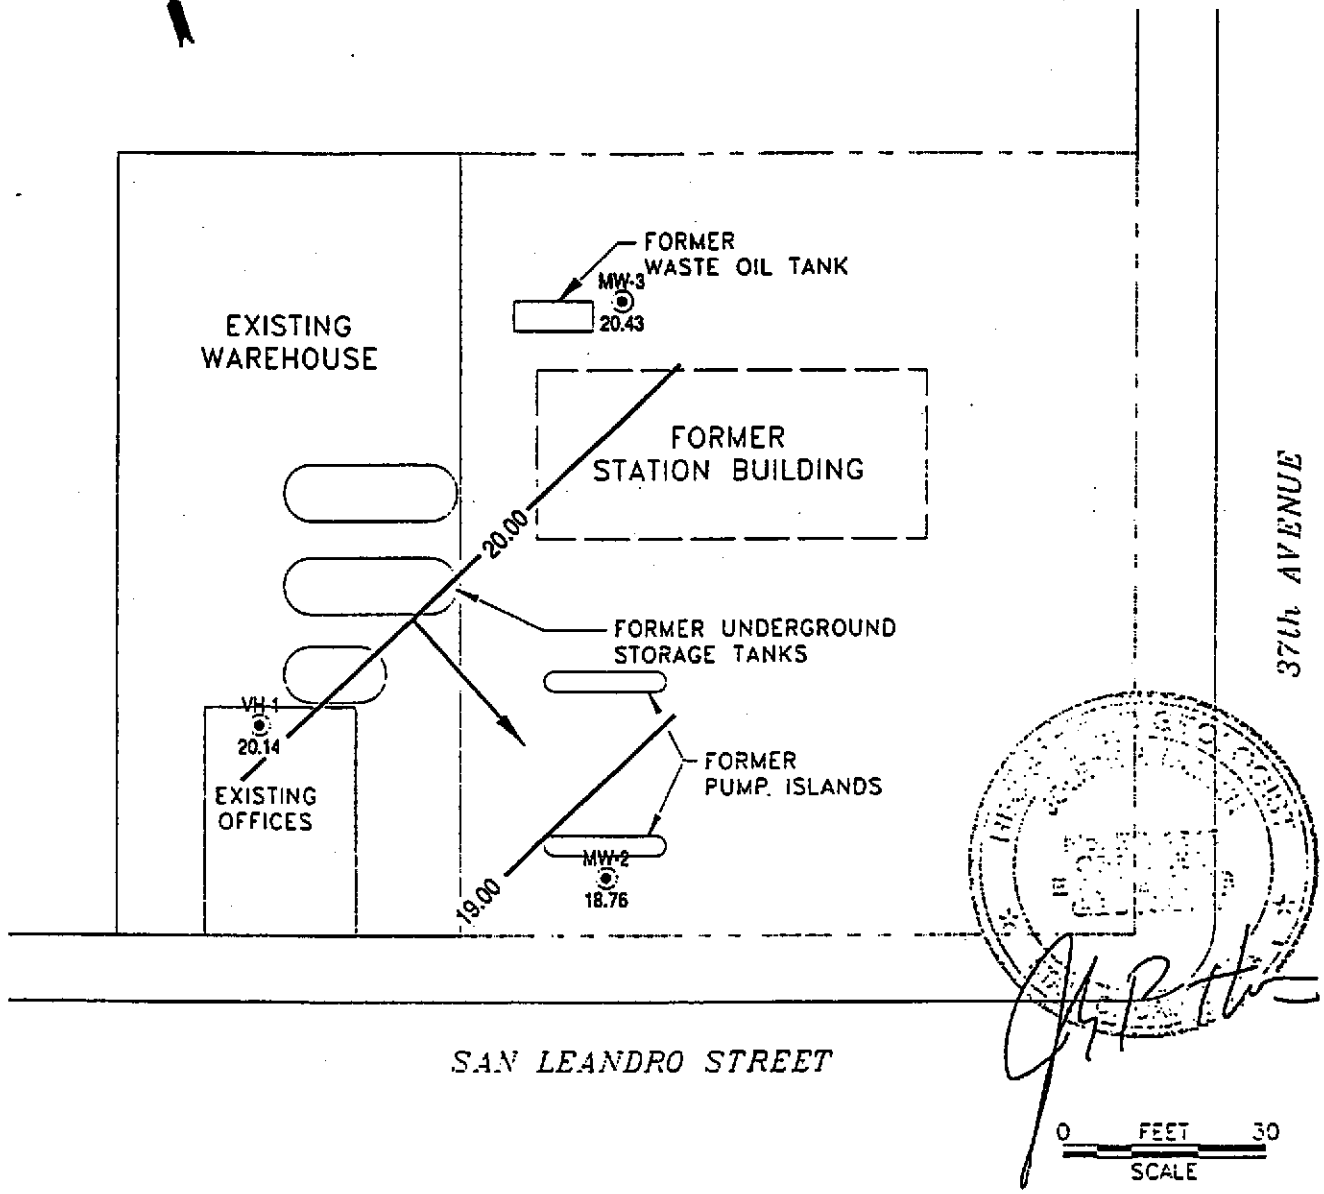 FORMER
WASTE OIL TANK
MW-3
20.43
EXISTING
WAREHOUSE
FORMER
STATION BUILDING
20.00
37th AVENUE
FORMER UNDERGROUND
STORAGE TANKS
VH-1
20.14
EXISTING
OFFICES
FORMER
PUMP. ISLANDS
MW-2
18.76
19.00
SAN LEANDRO STREET
0 FEET 30
SCALE